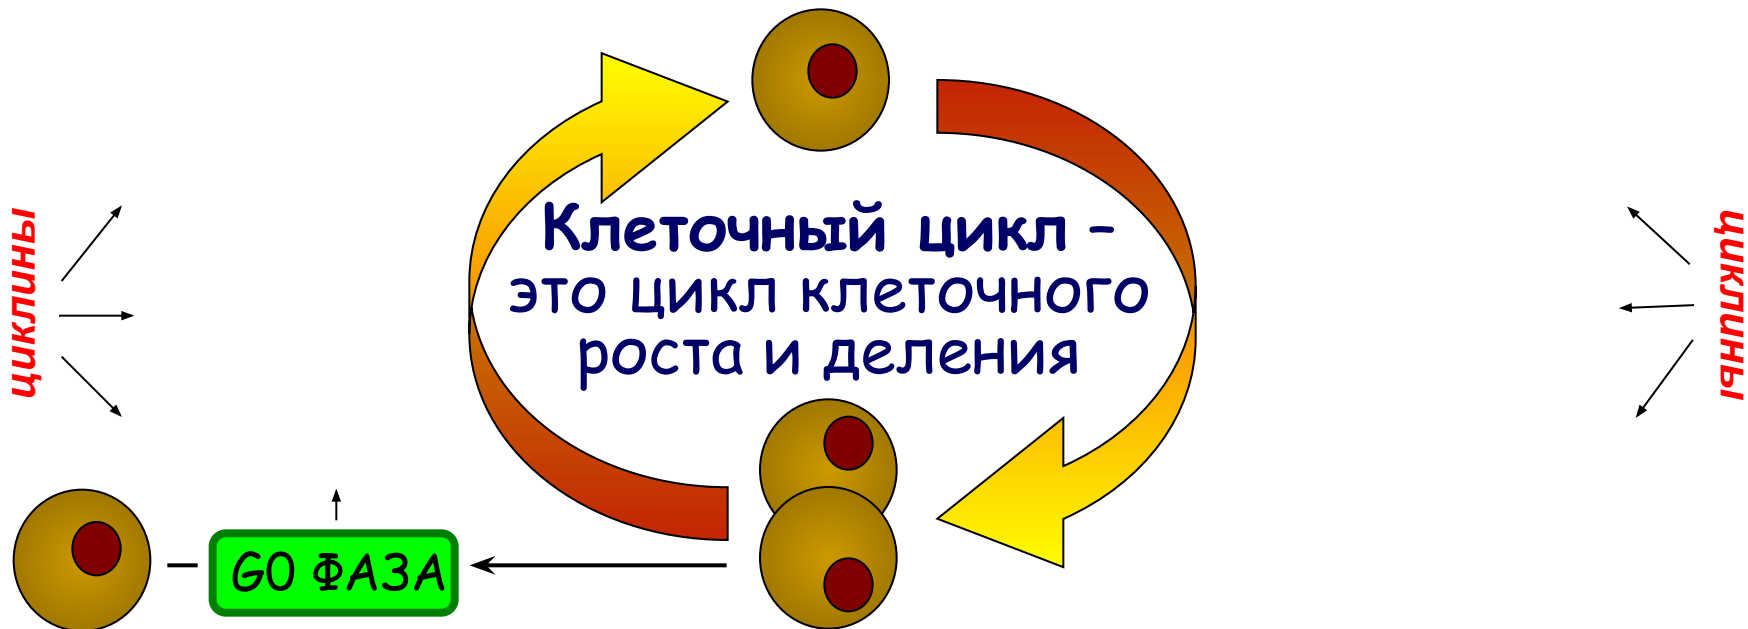 циклины
Клеточный цикл –
это цикл клеточного
роста и деления
циклины
G0 ФАЗА